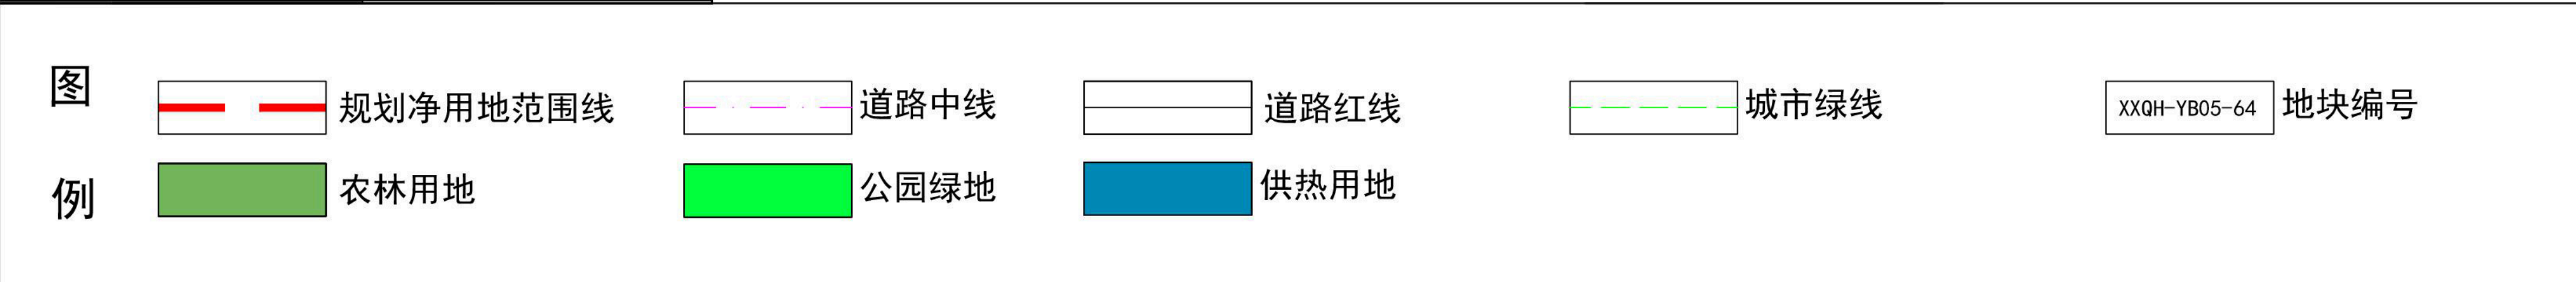 图例
规划净用地范围线
道路中线
道路红线
城市绿线
XXQH-YB05-64
地块编号
农林用地
公园绿地
供热用地